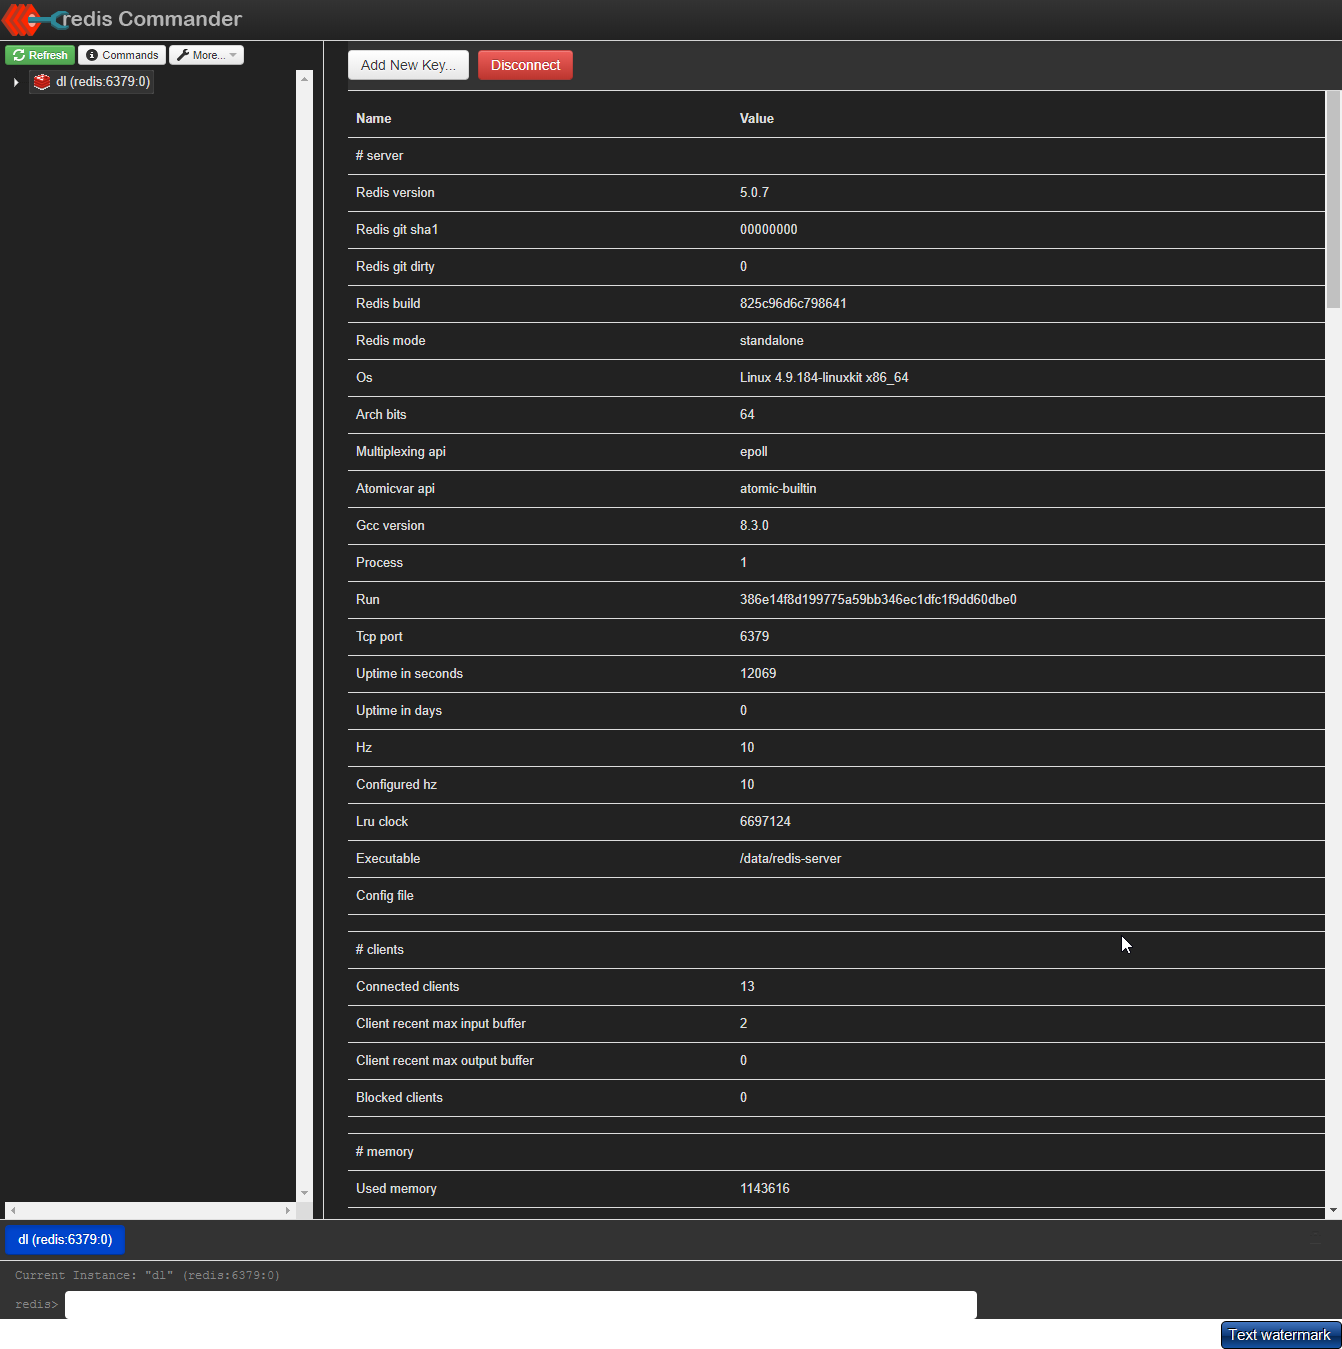 redis Commander
Refresh Commands More...
dl (redis:6379:0)
Add New Key... Disconnect
Name Value
# server
Redis version 5.0.7
Redis git sha1 00000000
Redis git dirty 0
Redis build 825c96d6c798641
Redis mode standalone
Os Linux 4.9.184-linuxkit x86_64
Arch bits 64
Multiplexing api epoll
Atomicvar api atomic-builtin
Gcc version 8.3.0
Process 1
Run 386e14f8d199775a59bb346ec1dfc1f9dd60dbe0
Tcp port 6379
Uptime in seconds 12069
Uptime in days 0
Hz 10
Configured hz 10
Lru clock 6697124
Executable /data/redis-server
Config file
# clients
Connected clients 13
Client recent max input buffer 2
Client recent max output buffer 0
Blocked clients 0
# memory
Used memory 1143616
dl (redis:6379:0)
Current Instance: "dl" (redis:6379:0)
redis>
Text watermark